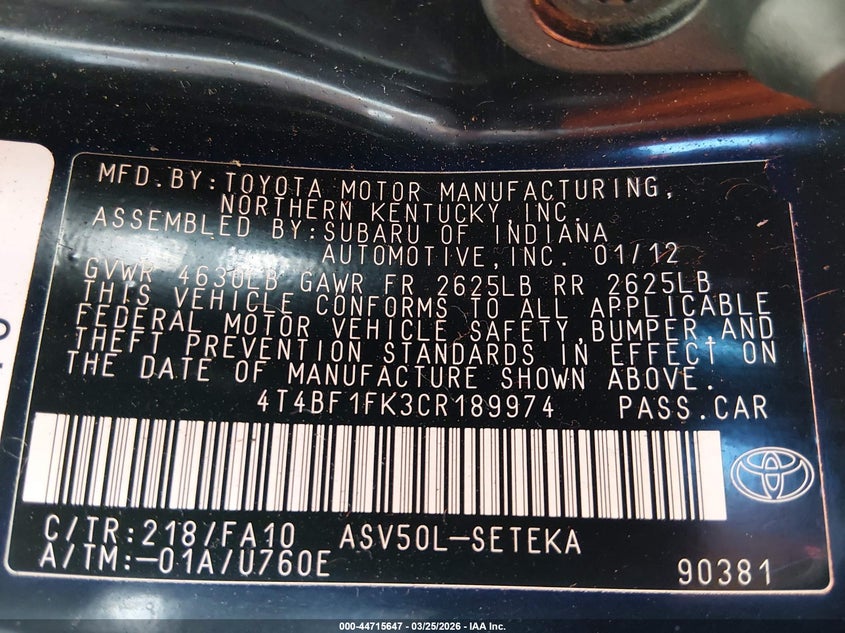 MFD.BY:TOYOTA MOTOR MANUFACTURING,
NORTHERN KENTUCKY,INC.
ASSEMBLED BY:SUBARU OF INDIANA
AUTOMOTIVE,INC. 01/12
GVWR 4630LB GAWR FR 2625LB RR 2625LB
THIS VEHICLE CONFORMS TO ALL APPLICABLE
FEDERAL MOTOR VEHICLE SAFETY,BUMPER,AND
THEFT PREVENTION STANDARDS IN EFFECT ON
THE DATE OF MANUFACTURE SHOWN ABOVE.
4T4BF1FK3CR189974 PASS.CAR
C/TR:218/FA10 ASV50L-SETEKA
A/TM:-01A/U760E
90381
000-44715647 - 03/25/2026 - IAA Inc.